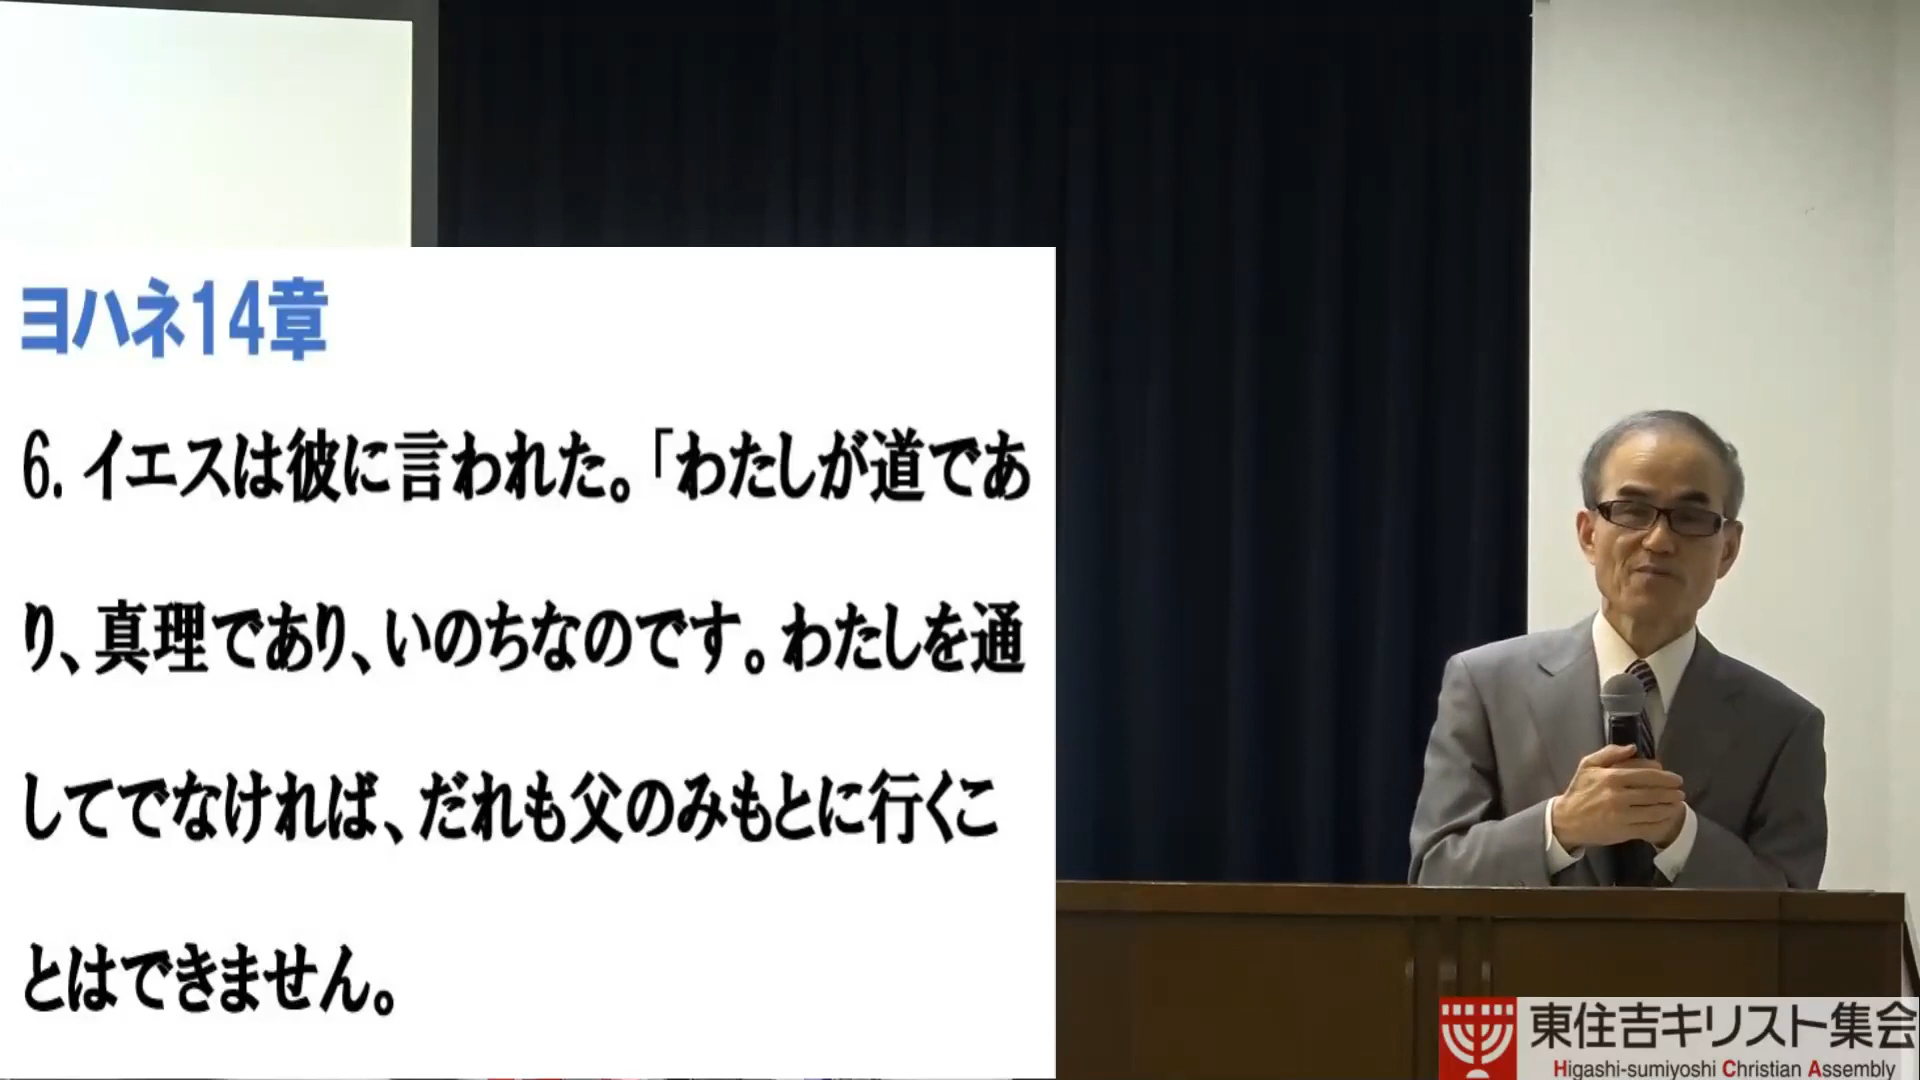 ヨハネ14章
6. イエスは彼に言われた。「わたしが道であ
り、真理であり、いのちなのです。わたしを通
してでなければ、だれも父のみもとに行くこ
とはできません。
東住吉キリスト集会
Higashi-sumiyoshi Christian Assembly